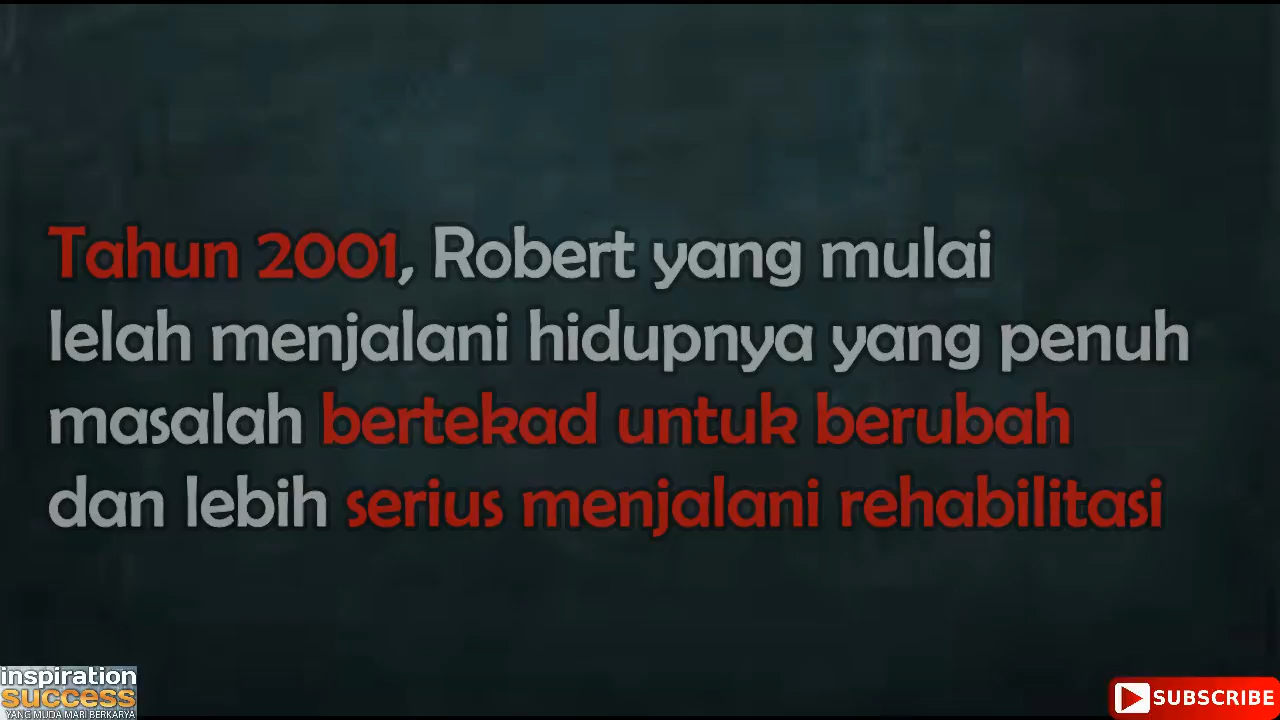 Tahun 2001, Robert yang mulai
lelah menjalani hidupnya yang penuh
masalah bertekad untuk berubah
dan lebih serius menjalani rehabilitasi
inspiration
success
YANG MUDA MARI BERKARYA
SUBSCRIBE